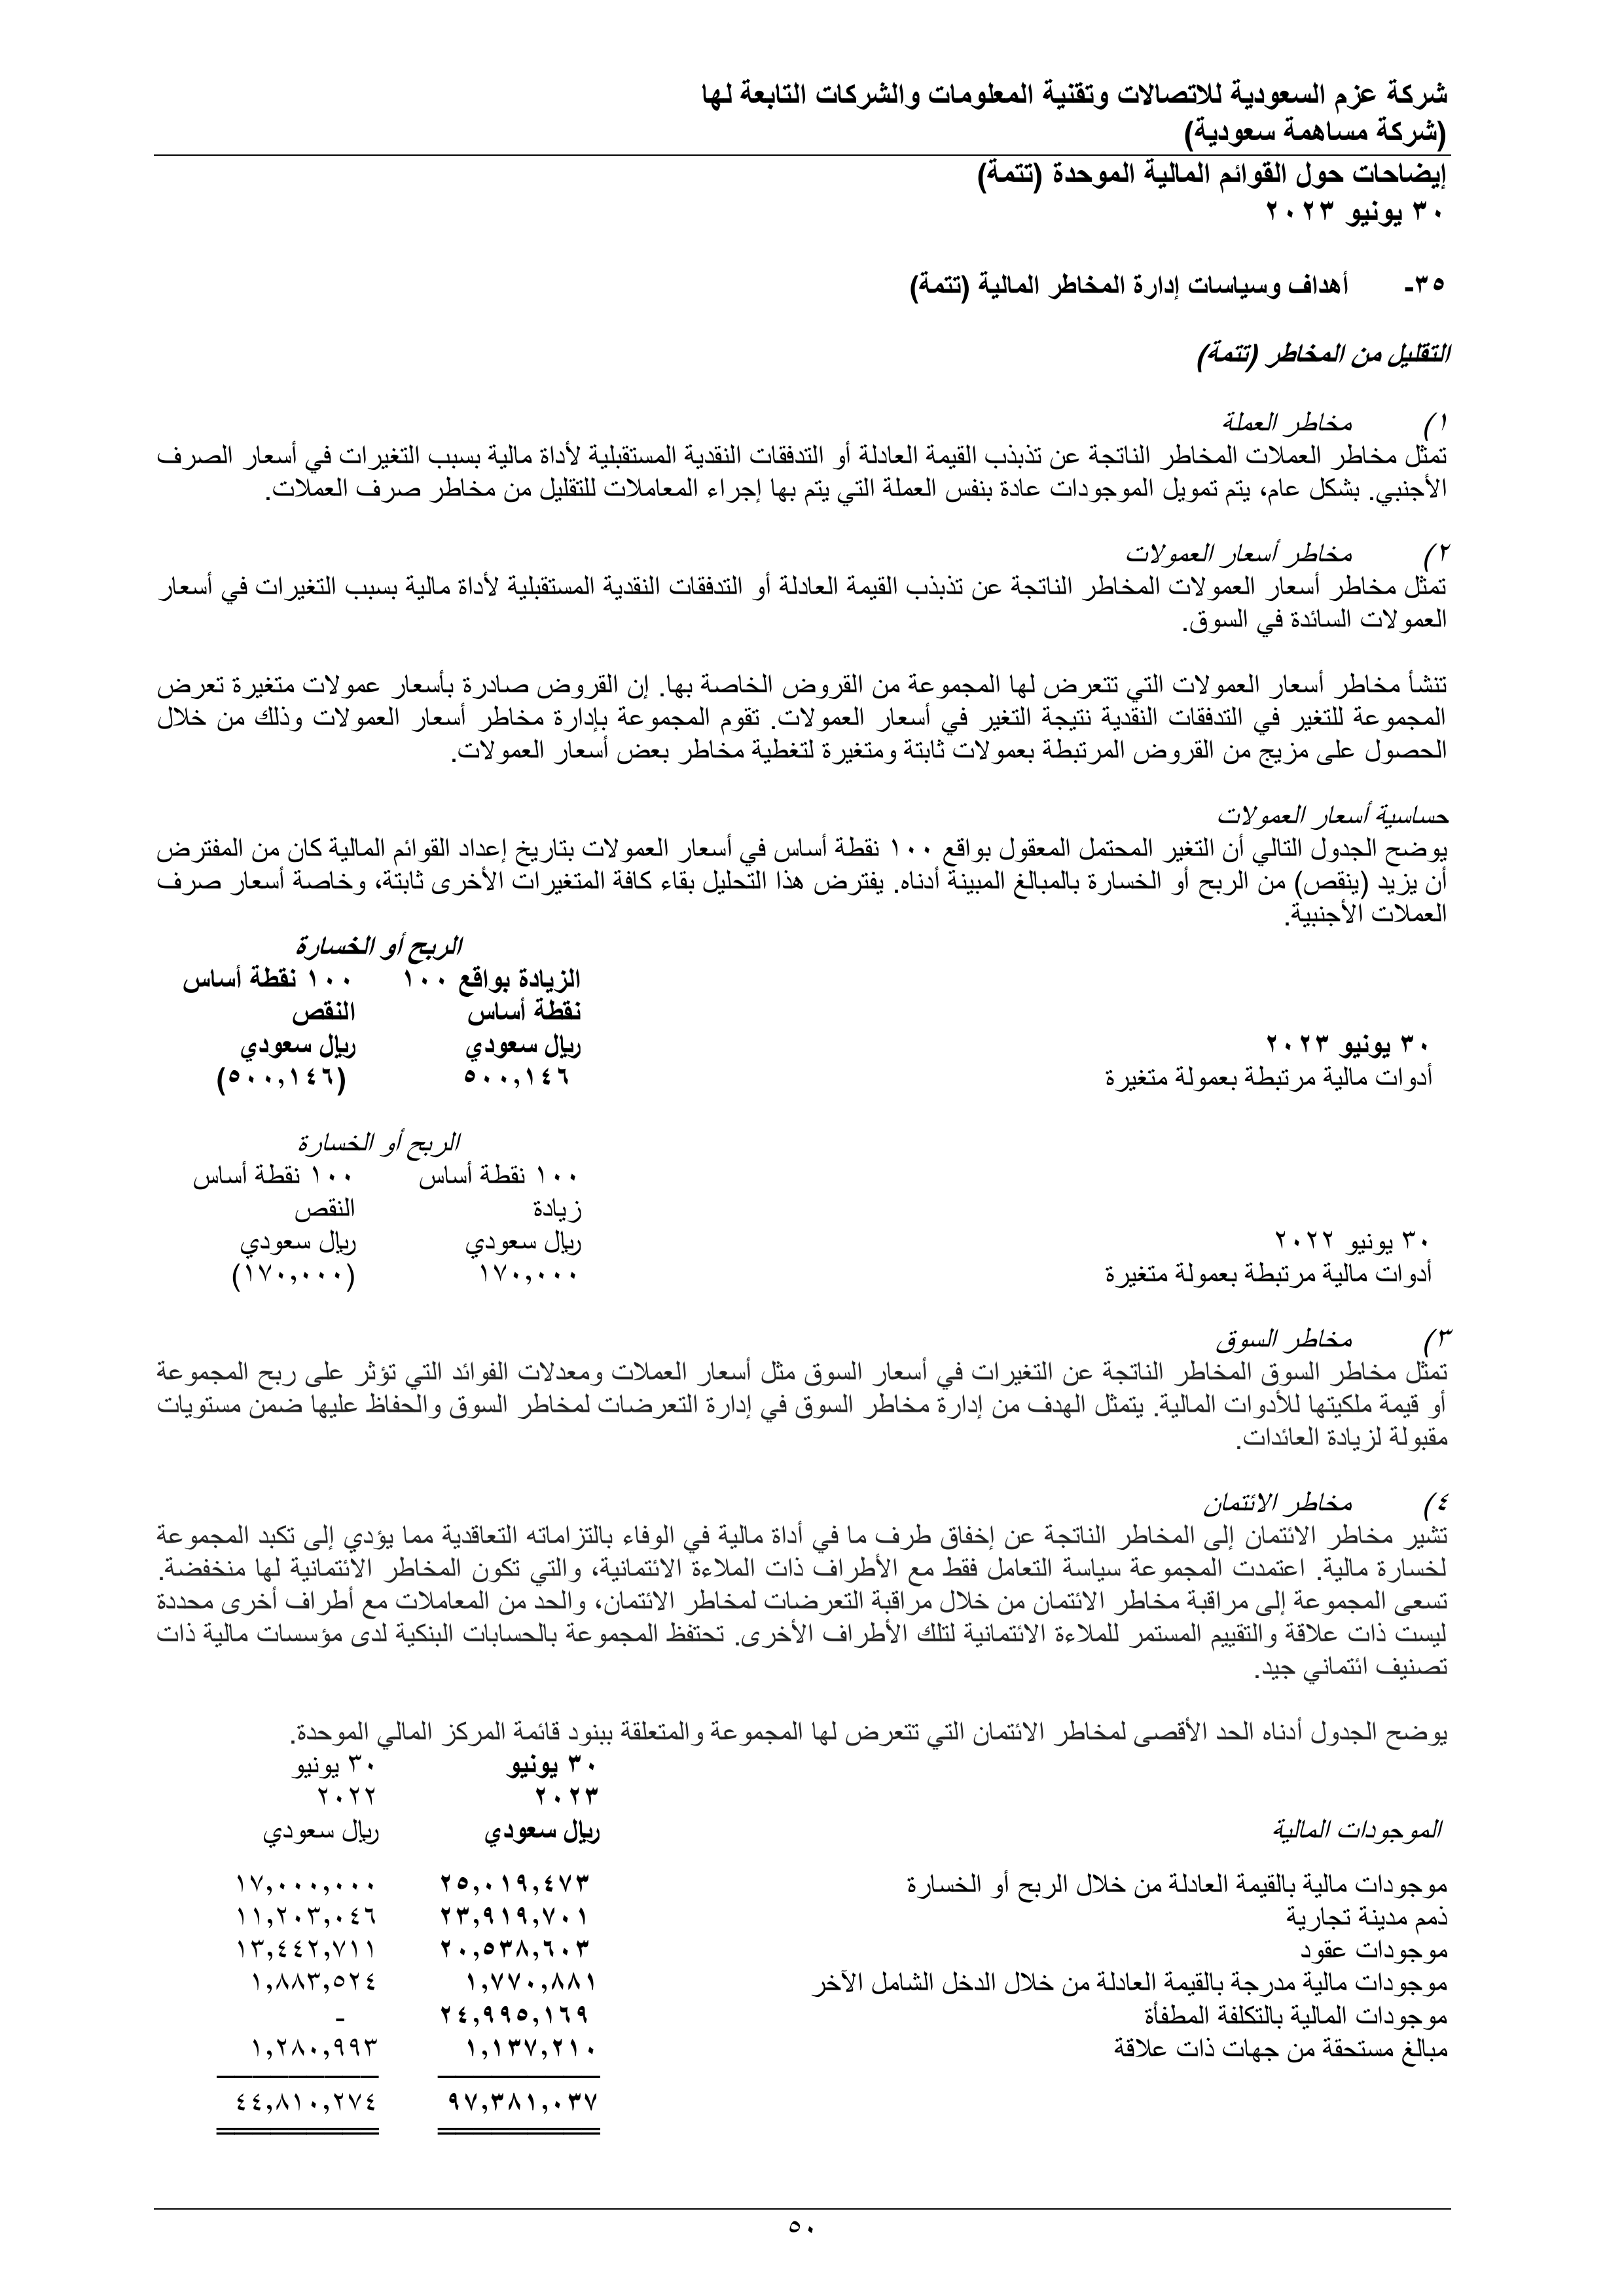 شركة عزم السعودية للاتصالات وتقنية المعلومات والشركات التابعة لها
(شركة مساهمة سعودية)
إيضاحات حول القوائم المالية الموحدة (تتمة)
٣٠ يونيو ٢٠٢٣
٣٥- أهداف وسياسات إدارة المخاطر المالية (تتمة)
التقليل من المخاطر (تتمة)
١) مخاطر العملة
تمثل مخاطر العملات المخاطر الناتجة عن تذبذب القيمة العادلة أو التدفقات النقدية المستقبلية لأداة مالية بسبب التغيرات في أسعار الصرف
الأجنبي. بشكل عام، يتم تمويل الموجودات عادة بنفس العملة التي يتم بها إجراء المعاملات للتقليل من مخاطر صرف العملات.
٢) مخاطر أسعار العمولات
تمثل مخاطر أسعار العمولات المخاطر الناتجة عن تذبذب القيمة العادلة أو التدفقات النقدية المستقبلية لأداة مالية بسبب التغيرات في أسعار
العمولات السائدة في السوق.
تنشأ مخاطر أسعار العمولات التي تتعرض لها المجموعة من القروض الخاصة بها. إن القروض صادرة بأسعار عمولات متغيرة تعرض
المجموعة للتغير في التدفقات النقدية نتيجة التغير في أسعار العمولات. تقوم المجموعة بإدارة مخاطر أسعار العمولات وذلك من خلال
الحصول على مزيج من القروض المرتبطة بعمولات ثابتة ومتغيرة لتغطية مخاطر بعض أسعار العمولات.
حساسية أسعار العمولات
يوضح الجدول التالي أن التغير المحتمل المعقول بواقع ١٠٠ نقطة أساس في أسعار العمولات بتاريخ إعداد القوائم المالية كان من المفترض
أن يزيد (ينقص) من الربح أو الخسارة بالمبالغ المبينة أدناه. يفترض هذا التحليل بقاء كافة المتغيرات الأخرى ثابتة، وخاصة أسعار صرف
العملات الأجنبية.
الربح أو الخسارة
الزيادة بواقع ١٠٠ ١٠٠ نقطة أساس
نقطة أساس النقص
٣٠ يونيو ٢٠٢٣ ريال سعودي ريال سعودي
أدوات مالية مرتبطة بعمولة متغيرة ٥٠٠,١٤٦ (٥٠٠,١٤٦)
الربح أو الخسارة
١٠٠ نقطة أساس ١٠٠ نقطة أساس
زيادة النقص
٣٠ يونيو ٢٠٢٢ ريال سعودي ريال سعودي
أدوات مالية مرتبطة بعمولة متغيرة ١٧٠,٠٠٠ (١٧٠,٠٠٠)
٣) مخاطر السوق
تمثل مخاطر السوق المخاطر الناتجة عن التغيرات في أسعار السوق مثل أسعار العملات ومعدلات الفوائد التي تؤثر على ربح المجموعة
أو قيمة ملكيتها للأدوات المالية. يتمثل الهدف من إدارة مخاطر السوق في إدارة التعرضات لمخاطر السوق والحفاظ عليها ضمن مستويات
مقبولة لزيادة العائدات.
٤) مخاطر الائتمان
تشير مخاطر الائتمان إلى المخاطر الناتجة عن إخفاق طرف ما في أداة مالية في الوفاء بالتزاماته التعاقدية مما يؤدي إلى تكبد المجموعة
لخسارة مالية. اعتمدت المجموعة سياسة التعامل فقط مع الأطراف ذات الملاءة الائتمانية، والتي تكون المخاطر الائتمانية لها منخفضة.
تسعى المجموعة إلى مراقبة مخاطر الائتمان من خلال مراقبة التعرضات لمخاطر الائتمان، والحد من المعاملات مع أطراف أخرى محددة
ليست ذات علاقة والتقييم المستمر للملاءة الائتمانية لتلك الأطراف الأخرى. تحتفظ المجموعة بالحسابات البنكية لدى مؤسسات مالية ذات
تصنيف ائتماني جيد.
يوضح الجدول أدناه الحد الأقصى لمخاطر الائتمان التي تتعرض لها المجموعة والمتعلقة ببنود قائمة المركز المالي الموحدة.
٣٠ يونيو ٣٠ يونيو
٢٠٢٣ ٢٠٢٢
الموجودات المالية ريال سعودي ريال سعودي
موجودات مالية بالقيمة العادلة من خلال الربح أو الخسارة ٢٥,٠١٩,٤٧٣ ١٧,٠٠٠,٠٠٠
ذمم مدينة تجارية ٢٣,٩١٩,٧٠١ ١١,٢٠٣,٠٤٦
موجودات عقود ٢٠,٥٣٨,٦٠٣ ١٣,٤٤٢,٧١١
موجودات مالية مدرجة بالقيمة العادلة من خلال الدخل الشامل الآخر ١,٧٧٠,٨٨١ ١,٨٨٣,٥٢٤
موجودات المالية بالتكلفة المطفأة ٢٤,٩٩٥,١٦٩ -
مبالغ مستحقة من جهات ذات علاقة ١,١٣٧,٢١٠ ١,٢٨٠,٩٩٣
٩٧,٣٨١,٠٣٧ ٤٤,٨١٠,٢٧٤
٥٠